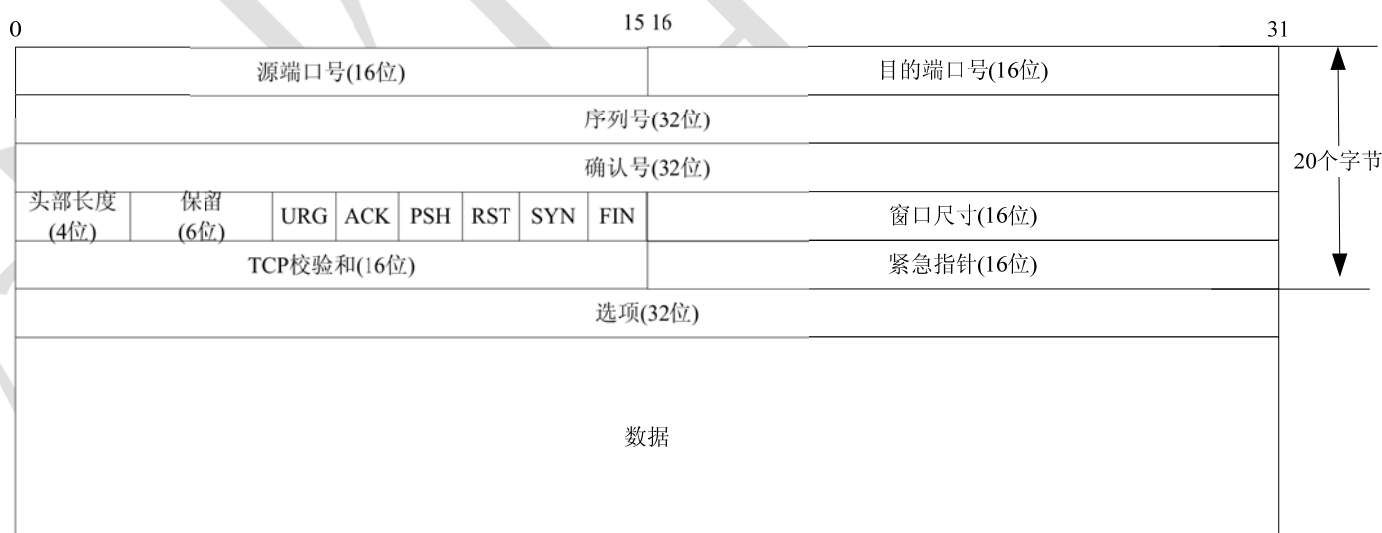 0 15 16 31
源端口号(16位) 目的端口号(16位)
序列号(32位)
确认号(32位)
20个字节
头部长度
(4位)
保留
(6位)
URG ACK PSH RST SYN FIN 窗口尺寸(16位)
TCP校验和(16位) 紧急指针(16位)
选项(32位)
数据